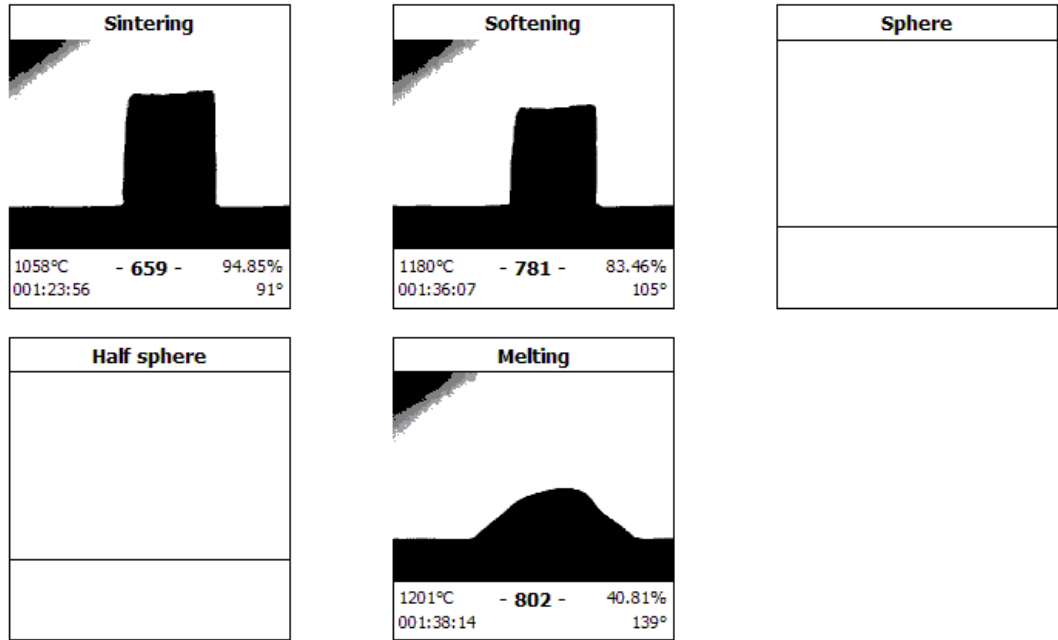 Sintering
1058°C - 659 - 94.85%
001:23:56 91°
Softening
1180°C - 781 - 83.46%
001:36:07 105°
Sphere
Half sphere
Melting
1201°C - 802 - 40.81%
001:38:14 139°